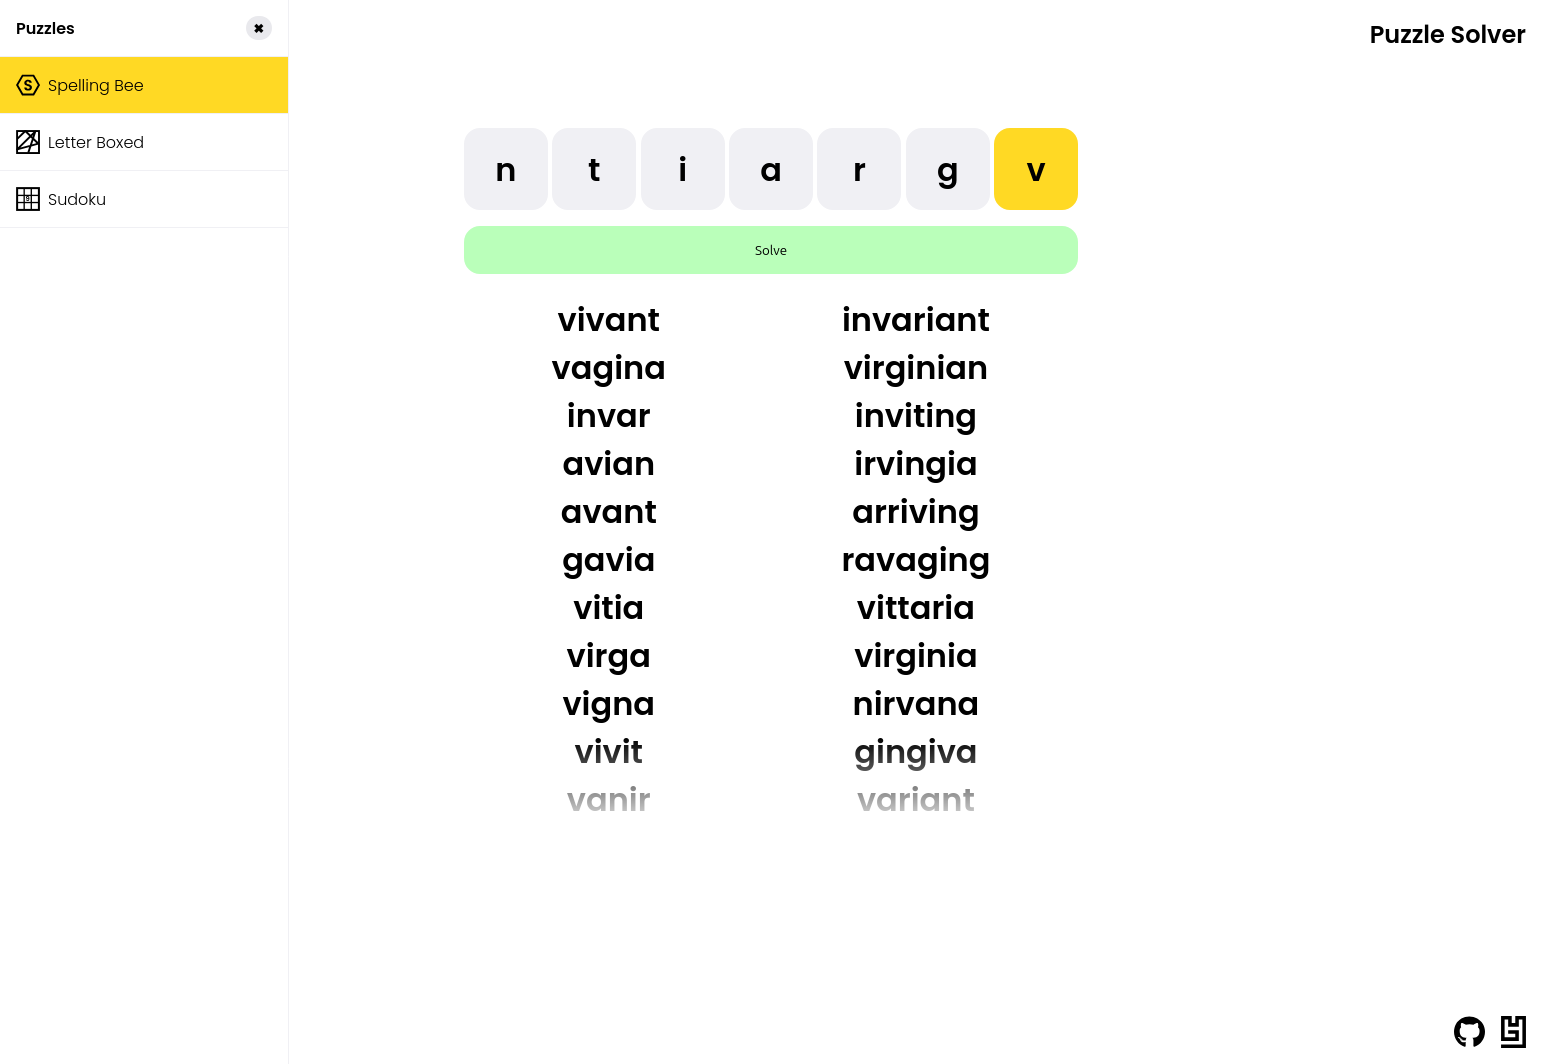 Puzzles
Puzzle Solver
Spelling Bee
Letter Boxed
Sudoku
n t i a r g v
Solve
vivant
vagina
invar
avian
avant
gavia
vitia
virga
vigna
vivit
vanir
invariant
virginian
inviting
irvingia
arriving
ravaging
vittaria
virginia
nirvana
gingiva
variant